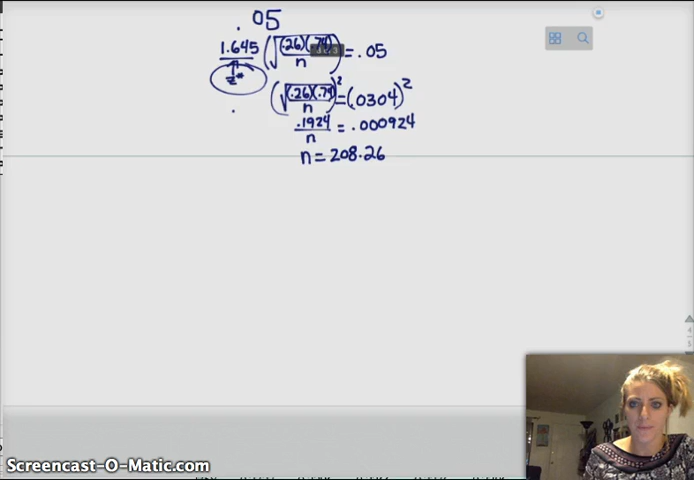 .05
1.645 (√(.26)(.74)/n) = .05
z*
(√(.26)(.74)/n)² = (.0304)²
.1924/n = .000924
n = 208.26
Screencast-O-Matic.com